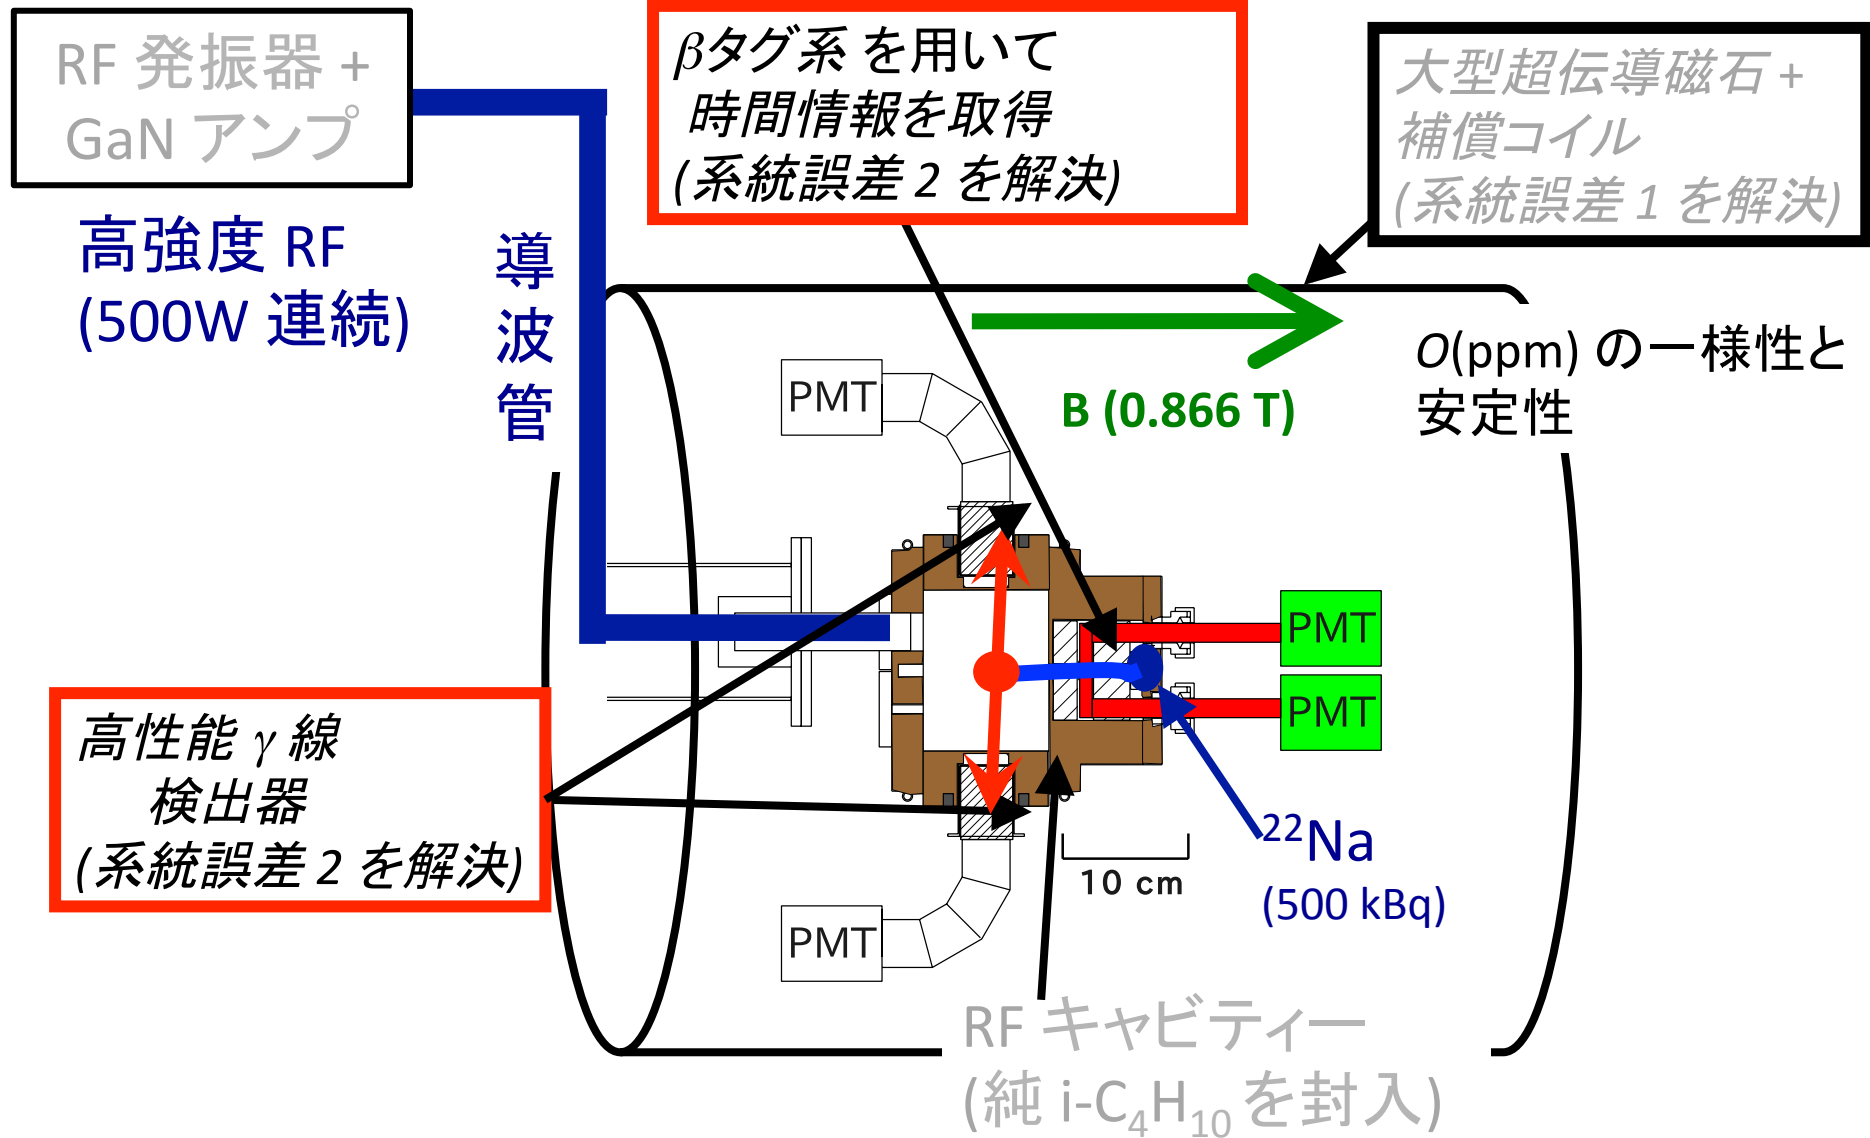 RF 発振器 +
GaN アンプ
βタグ系 を用いて
時間情報を取得
(系統誤差 2 を解決)
大型超伝導磁石 +
補償コイル
(系統誤差 1 を解決)
高強度 RF
(500W 連続)
導波管
B (0.866 T)
O(ppm) の一様性と
安定性
PMT
PMT
PMT
高性能 γ 線
検出器
(系統誤差 2 を解決)
10 cm
²²Na
(500 kBq)
PMT
RF キャビティー
(純 i-C₄H₁₀ を封入)